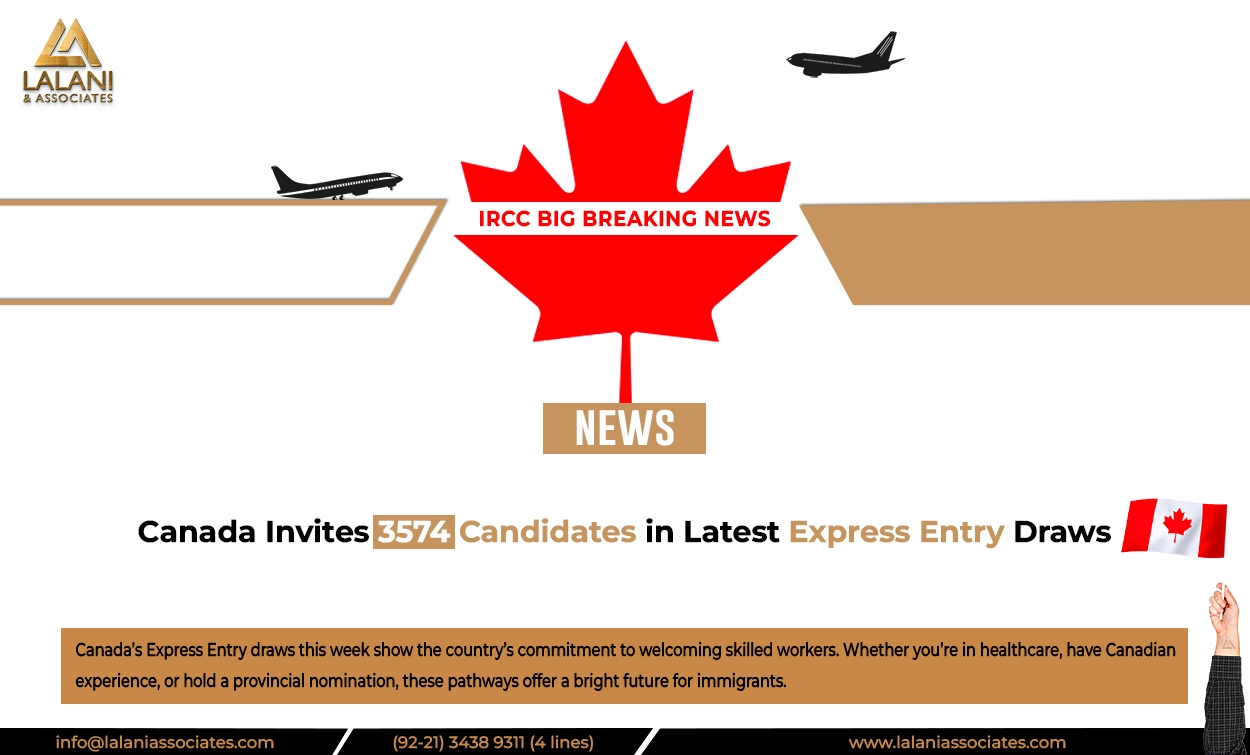 LALANI
& ASSOCIATES
IRCC BIG BREAKING NEWS
NEWS
Canada Invites 3574 Candidates in Latest Express Entry Draws
Canada's Express Entry draws this week show the country's commitment to welcoming skilled workers. Whether you're in healthcare, have Canadian
experience, or hold a provincial nomination, these pathways offer a bright future for immigrants.
info@lalaniassociates.com (92-21) 3438 9311 (4 lines) www.lalaniassociates.com